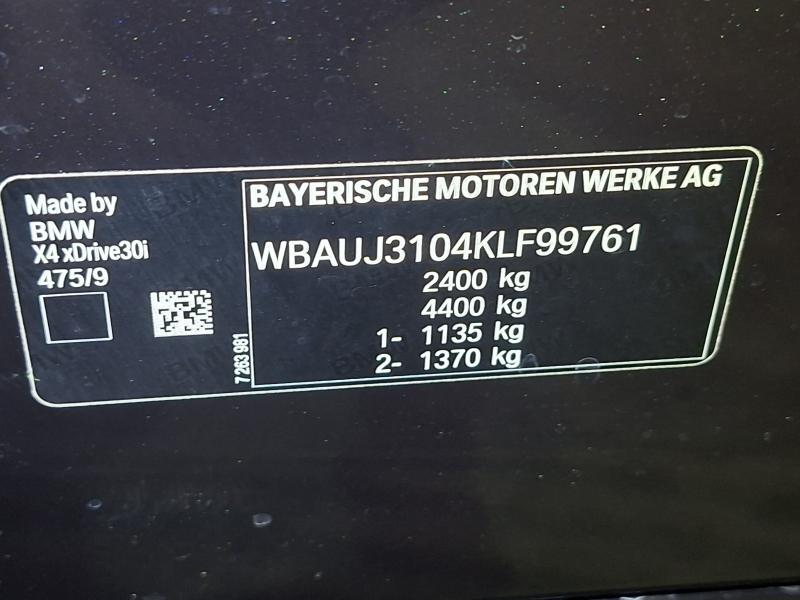 Made by
BMW
X4 xDrive30i
475/9
7 263 981
BAYERISCHE MOTOREN WERKE AG
WBAUJ3104KLF99761
2400 kg
4400 kg
1- 1135 kg
2- 1370 kg